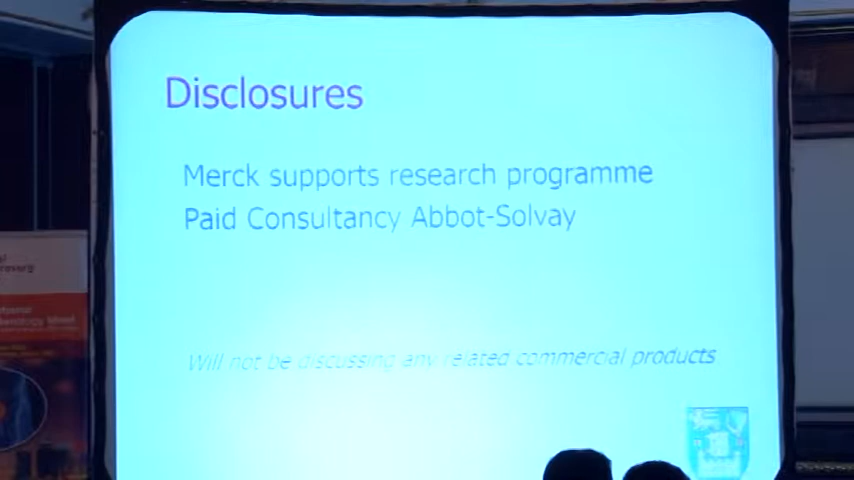 Disclosures
Merck supports research programme
Paid Consultancy Abbot-Solvay
Will not be discussing any related commercial products